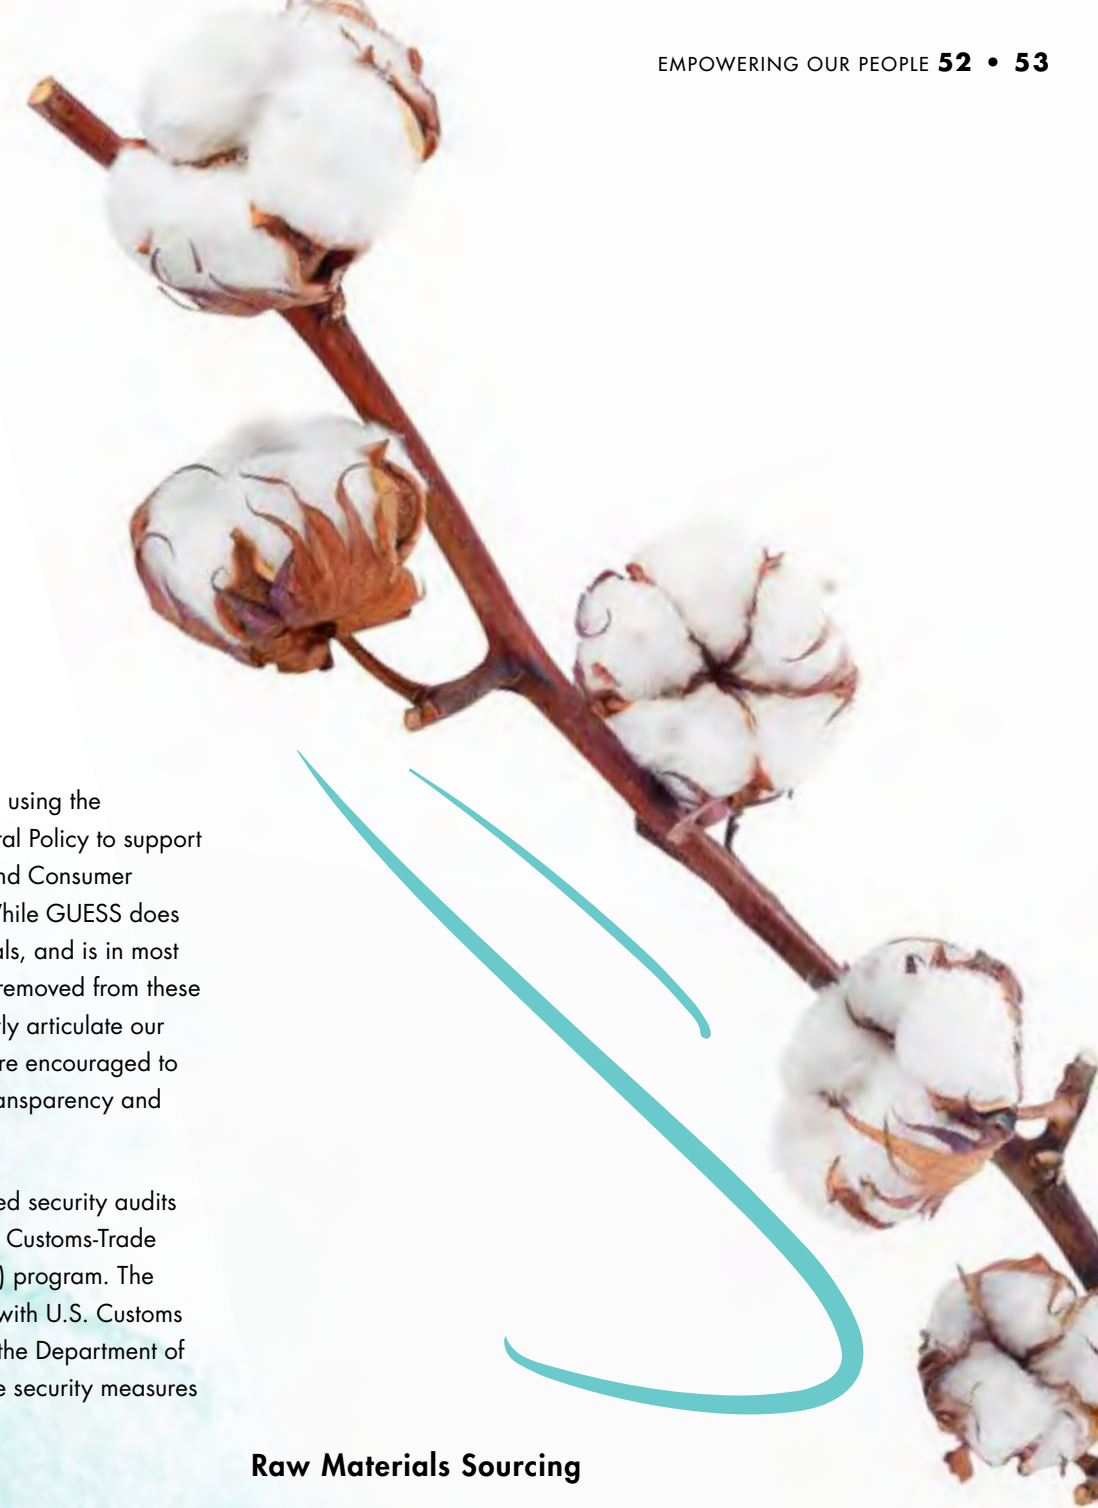 EMPOWERING OUR PEOPLE 52 • 53
using the
al Policy to support
nd Consumer
hile GUESS does
ls, and is in most
removed from these
ly articulate our
re encouraged to
ansparency and
ed security audits
Customs-Trade
) program. The
with U.S. Customs
the Department of
e security measures
Raw Materials Sourcing